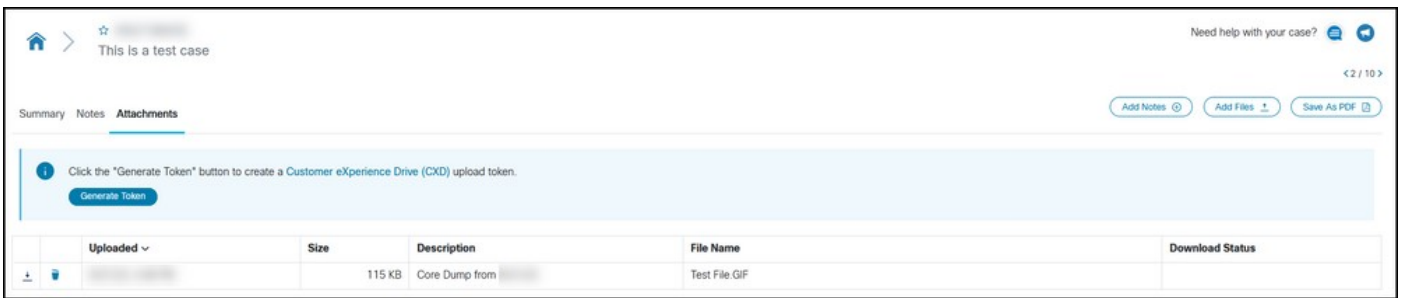 Need help with your case?
This is a test case
2 / 10
Summary Notes Attachments
Add Notes Add Files Save As PDF
Click the "Generate Token" button to create a Customer eXperience Drive (CXD) upload token.
Generate Token
Uploaded Size Description File Name Download Status
115 KB Core Dump from Test File.GIF